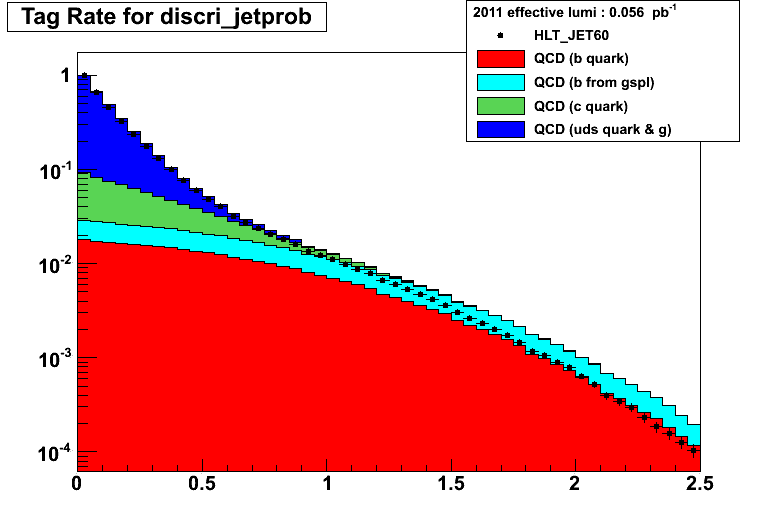 Tag Rate for discri_jetprob
2011 effective lumi : 0.056 pb-1
HLT_JET60
QCD (b quark)
QCD (b from gspl)
QCD (c quark)
QCD (uds quark & g)
1
10-1
10-2
10-3
10-4
0 0.5 1 1.5 2 2.5